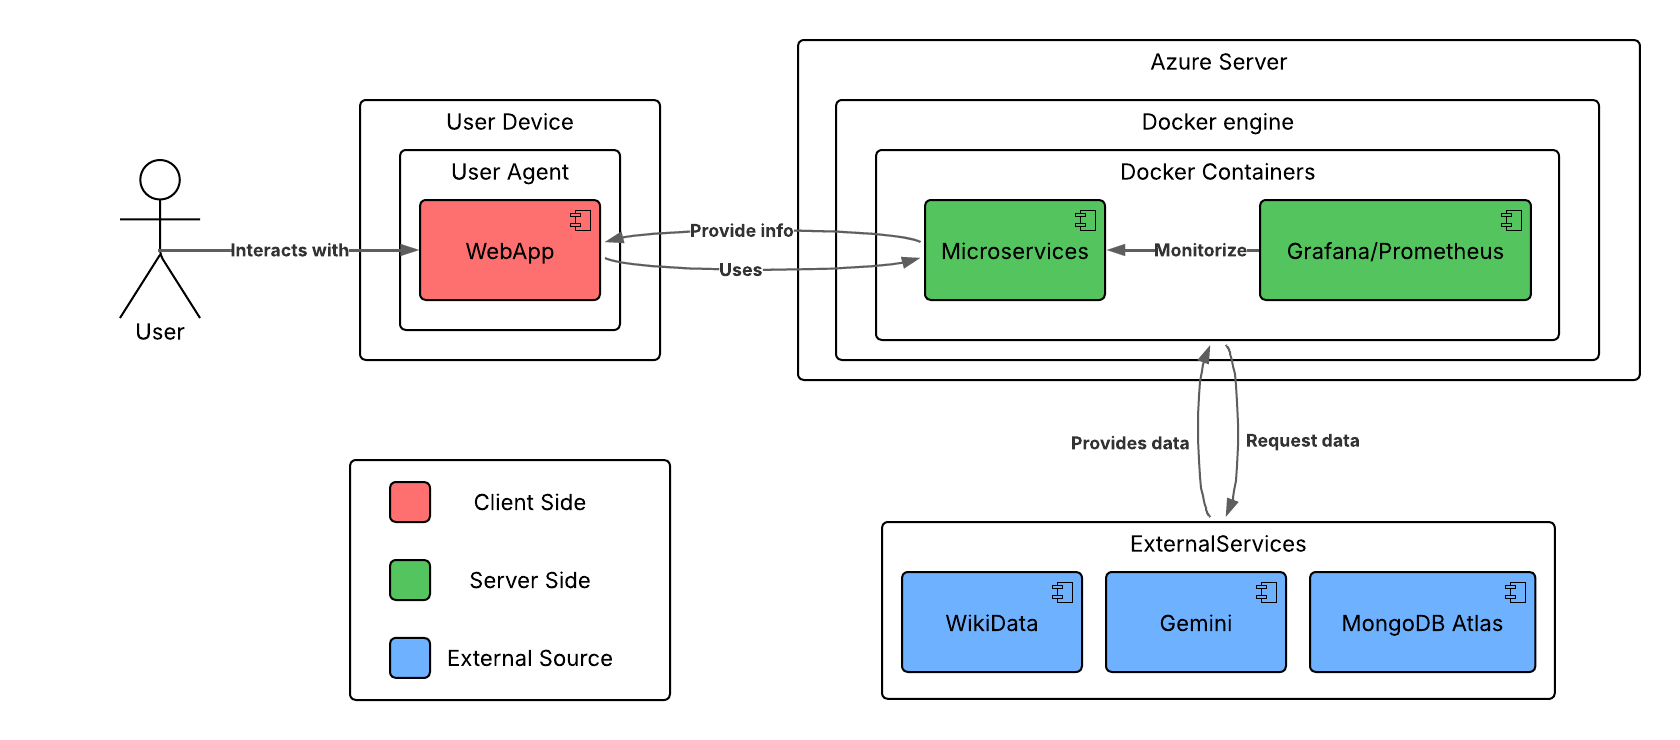 Azure Server
User Device
Docker engine
User Agent
Docker Containers
WebApp
Microservices
Grafana/Prometheus
Interacts with
Provide info
Uses
Monitorize
User
Provides data
Request data
Client Side
Server Side
External Source
ExternalServices
WikiData
Gemini
MongoDB Atlas